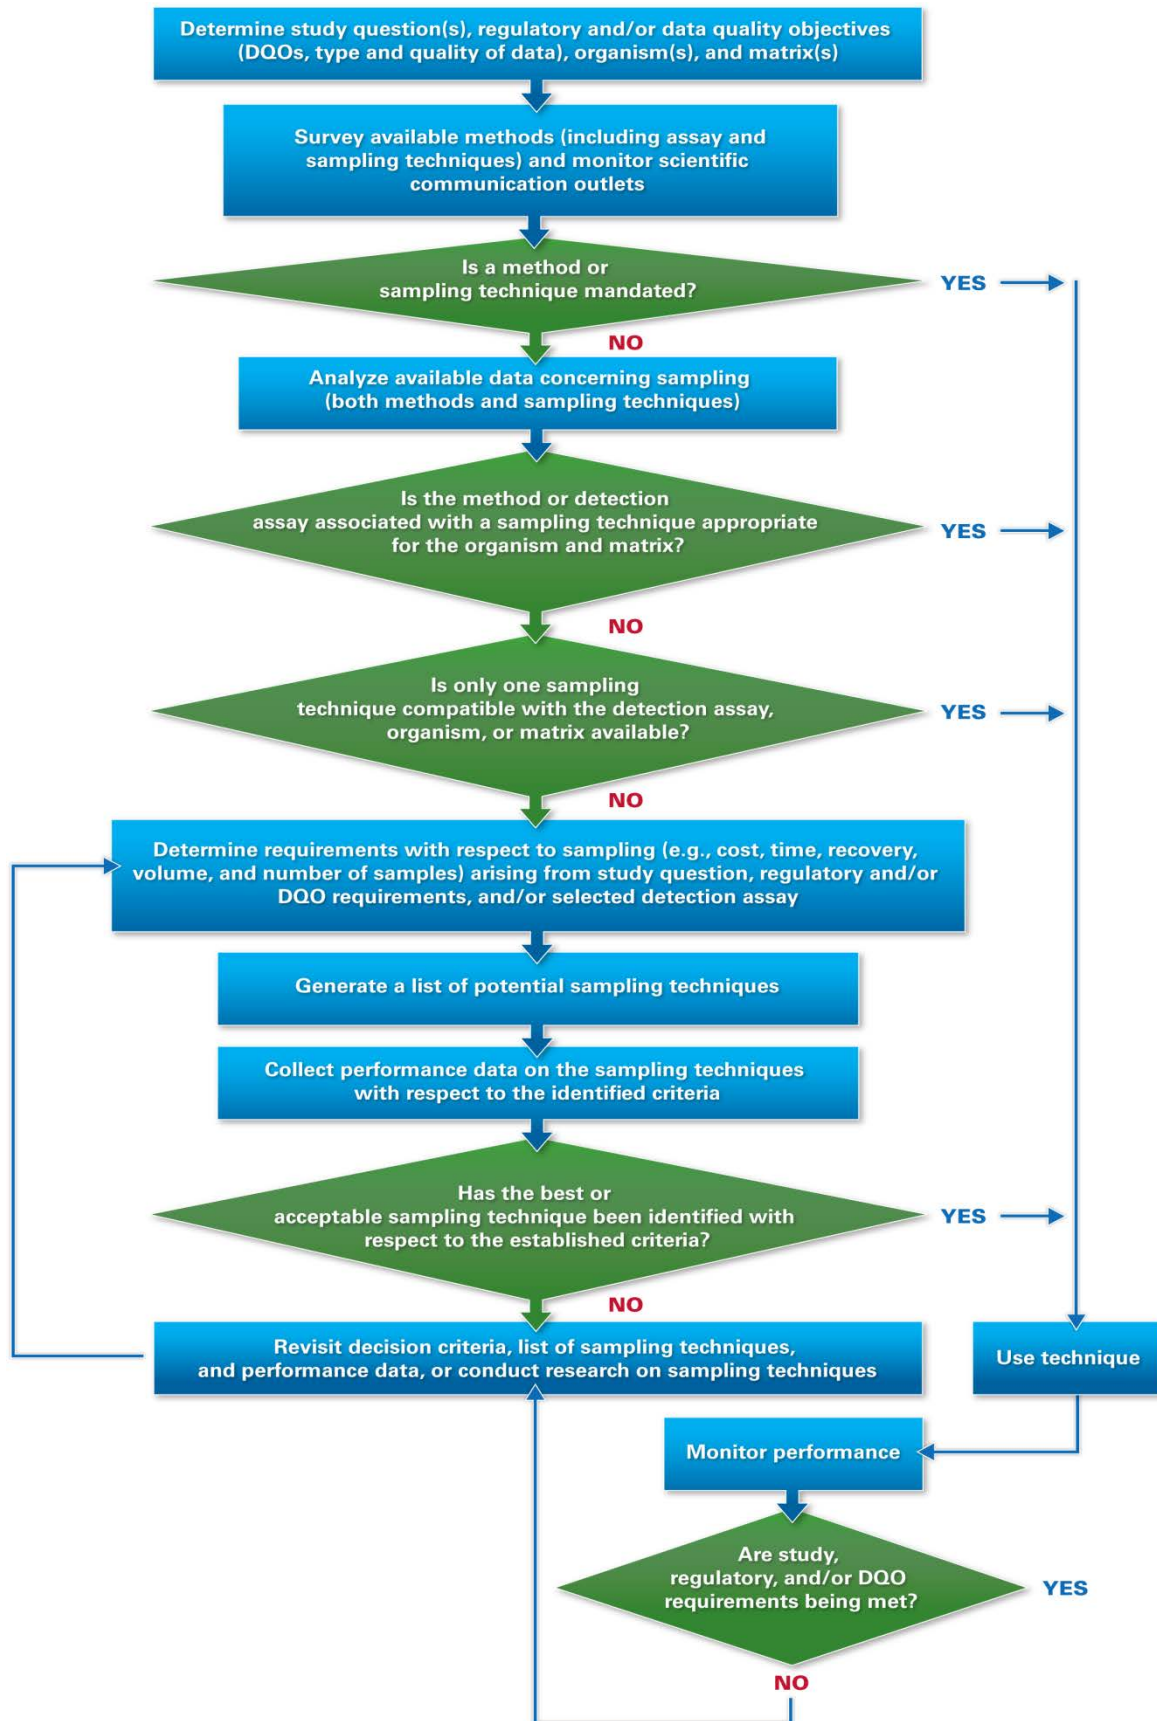 Determine study question(s), regulatory and/or data quality objectives
(DQOs, type and quality of data), organism(s), and matrix(s)
Survey available methods (including assay and
sampling techniques) and monitor scientific
communication outlets
Is a method or
sampling technique mandated?
YES
NO
Analyze available data concerning sampling
(both methods and sampling techniques)
Is the method or detection
assay associated with a sampling technique appropriate
for the organism and matrix?
YES
NO
Is only one sampling
technique compatible with the detection assay,
organism, or matrix available?
YES
NO
Determine requirements with respect to sampling (e.g., cost, time, recovery,
volume, and number of samples) arising from study question, regulatory and/or
DQO requirements, and/or selected detection assay
Generate a list of potential sampling techniques
Collect performance data on the sampling techniques
with respect to the identified criteria
Has the best or
acceptable sampling technique been identified with
respect to the established criteria?
YES
NO
Revisit decision criteria, list of sampling techniques,
and performance data, or conduct research on sampling techniques
Use technique
Monitor performance
Are study,
regulatory, and/or DQO
requirements being met?
YES
NO